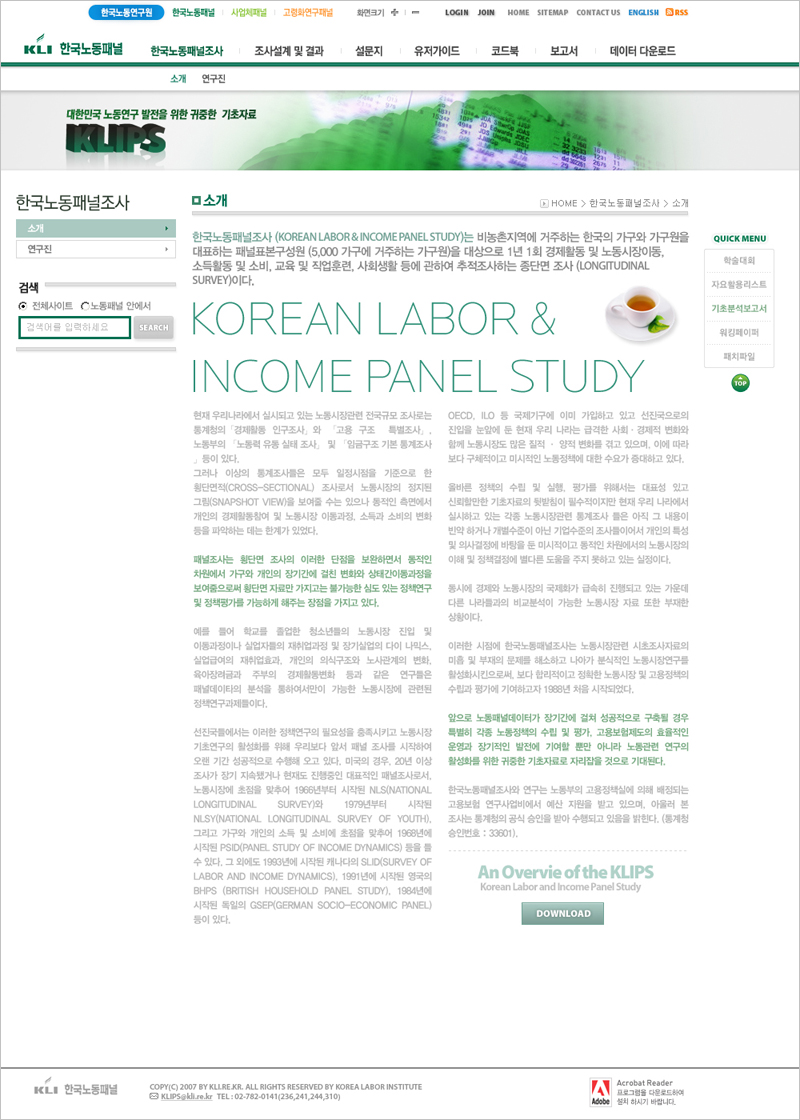 한국노동연구원 한국노동패널 사업체패널 고령화연구패널 화면크기 LOGIN JOIN HOME SITEMAP CONTACT US ENGLISH RSS
KLI 한국노동패널 한국노동패널조사 조사설계 및 결과 설문지 유저가이드 코드북 보고서 데이터 다운로드
소개 연구진
대한민국 노동연구 발전을 위한 귀중한 기초자료
KLIPS
한국노동패널조사
소개
연구진
검색
전체사이트 노동패널 안에서
검색어를 입력하세요 SEARCH
소개
HOME > 한국노동패널조사 > 소개
한국노동패널조사 (KOREAN LABOR & INCOME PANEL STUDY)는 비농촌지역에 거주하는 한국의 가구와 가구원을
대표하는 패널표본구성원 (5,000 가구에 거주하는 가구원)을 대상으로 1년 1회 경제활동 및 노동시장이동,
소득활동 및 소비, 교육 및 직업훈련, 사회생활 등에 관하여 추적조사하는 종단면 조사 (LONGITUDINAL
SURVEY)이다.
KOREAN LABOR &
INCOME PANEL STUDY
현재 우리나라에서 실시되고 있는 노동시장관련 전국규모 조사로는
통계청의「경제활동 인구조사」와 「고용 구조 특별조사」,
노동부의 「노동력 유동 실태 조사」 및 「임금구조 기본 통계조사
」등이 있다.
그러나 이상의 통계조사들은 모두 일정시점을 기준으로 한
횡단면적(CROSS-SECTIONAL) 조사로서 노동시장의 정지된
그림(SNAPSHOT VIEW)을 보여줄 수는 있으나 동적인 측면에서
개인의 경제활동참여 및 노동시장 이동과정, 소득과 소비의 변화
등을 파악하는 데는 한계가 있었다.
패널조사는 횡단면 조사의 이러한 단점을 보완하면서 동적인
차원에서 가구와 개인의 장기간에 걸친 변화와 상태간이동과정을
보여줌으로써 횡단면 자료만 가지고는 불가능한 심도 있는 정책연구
및 정책평가를 가능하게 해주는 장점을 가지고 있다.
예를 들어 학교를 졸업한 청소년들의 노동시장 진입 및
이동과정이나 실업자들의 재취업과정 및 장기실업의 다이 나믹스,
실업급여의 재취업효과, 개인의 의식구조와 노사관계의 변화,
육아장려금과 주부의 경제활동변화 등과 같은 연구들은
패널데이타의 분석을 통하여서만이 가능한 노동시장에 관련된
정책연구과제들이다.
선진국들에서는 이러한 정책연구의 필요성을 충족시키고 노동시장
기초연구의 활성화를 위해 우리보다 앞서 패널 조사를 시작하여
오랜 기간 성공적으로 수행해 오고 있다. 미국의 경우, 20년 이상
조사가 장기 지속됐거나 현재도 진행중인 대표적인 패널조사로서,
노동시장에 초점을 맞추어 1966년부터 시작된 NLS(NATIONAL
LONGITUDINAL SURVEY)와 1979년부터 시작된
NLSY(NATIONAL LONGITUDINAL SURVEY OF YOUTH),
그리고 가구와 개인의 소득 및 소비에 초점을 맞추어 1968년에
시작된 PSID(PANEL STUDY OF INCOME DYNAMICS) 등을 들
수 있다. 그 외에도 1993년에 시작된 캐나다의 SLID(SURVEY OF
LABOR AND INCOME DYNAMICS), 1991년에 시작된 영국의
BHPS (BRITISH HOUSEHOLD PANEL STUDY), 1984년에
시작된 독일의 GSEP(GERMAN SOCIO-ECONOMIC PANEL)
등이 있다.
OECD, ILO 등 국제기구에 이미 가입하고 있고 선진국으로의
진입을 눈앞에 둔 현재 우리 나라는 급격한 사회·경제적 변화와
함께 노동시장도 많은 질적 · 양적 변화를 겪고 있으며, 이에 따라
보다 구체적이고 미시적인 노동정책에 대한 수요가 증대하고 있다.
올바른 정책의 수립 및 실행, 평가를 위해서는 대표성 있고
신뢰할만한 기초자료의 뒷받침이 필수적이지만 현재 우리 나라에서
실시하고 있는 각종 노동시장관련 통계조사 들은 아직 그 내용이
빈약 하거나 개별수준이 아닌 기업수준의 조사들이어서 개인의 특성
및 의사결정에 바탕을 둔 미시적이고 동적인 차원에서의 노동시장의
이해 및 정책결정에 별다른 도움을 주지 못하고 있는 실정이다.
동시에 경제와 노동시장의 국제화가 급속히 진행되고 있는 가운데
다른 나라들과의 비교분석이 가능한 노동시장 자료 또한 부재한
상황이다.
이러한 시점에 한국노동패널조사는 노동시장관련 시초조사자료의
미흡 및 부재의 문제를 해소하고 나아가 분석적인 노동시장연구를
활성화시킨으로써, 보다 합리적이고 정확한 노동시장 및 고용정책의
수립과 평가에 기여하고자 1988년 처음 시작되었다.
앞으로 노동패널데이터가 장기간에 걸쳐 성공적으로 구축될 경우
특별히 각종 노동정책의 수립 및 평가, 고용보험제도의 효율적인
운영과 장기적인 발전에 기여할 뿐만 아니라 노동관련 연구의
활성화를 위한 귀중한 기초자료로 자리잡을 것으로 기대된다.
한국노동패널조사와 연구는 노동부의 고용정책실에 의해 배정되는
고용보험 연구사업비에서 예산 지원을 받고 있으며, 아울러 본
조사는 통계청의 공식 승인을 받아 수행되고 있음을 밝힌다. (통계청
승인번호 : 33601).
An Overvie of the KLIPS
Korean Labor and Income Panel Study
DOWNLOAD
QUICK MENU
학술대회
자요활용리스트
기초분석보고서
워킹페이퍼
패치파일
TOP
KLI 한국노동패널
COPY(C) 2007 BY KLI.RE.KR. ALL RIGHTS RESERVED BY KOREA LABOR INSTITUTE
KLIPS@kli.re.kr TEL : 02-782-0141(236,241,244,310)
Adobe
Acrobat Reader
프로그램을 다운로드하여
설치 하시기 바랍니다.